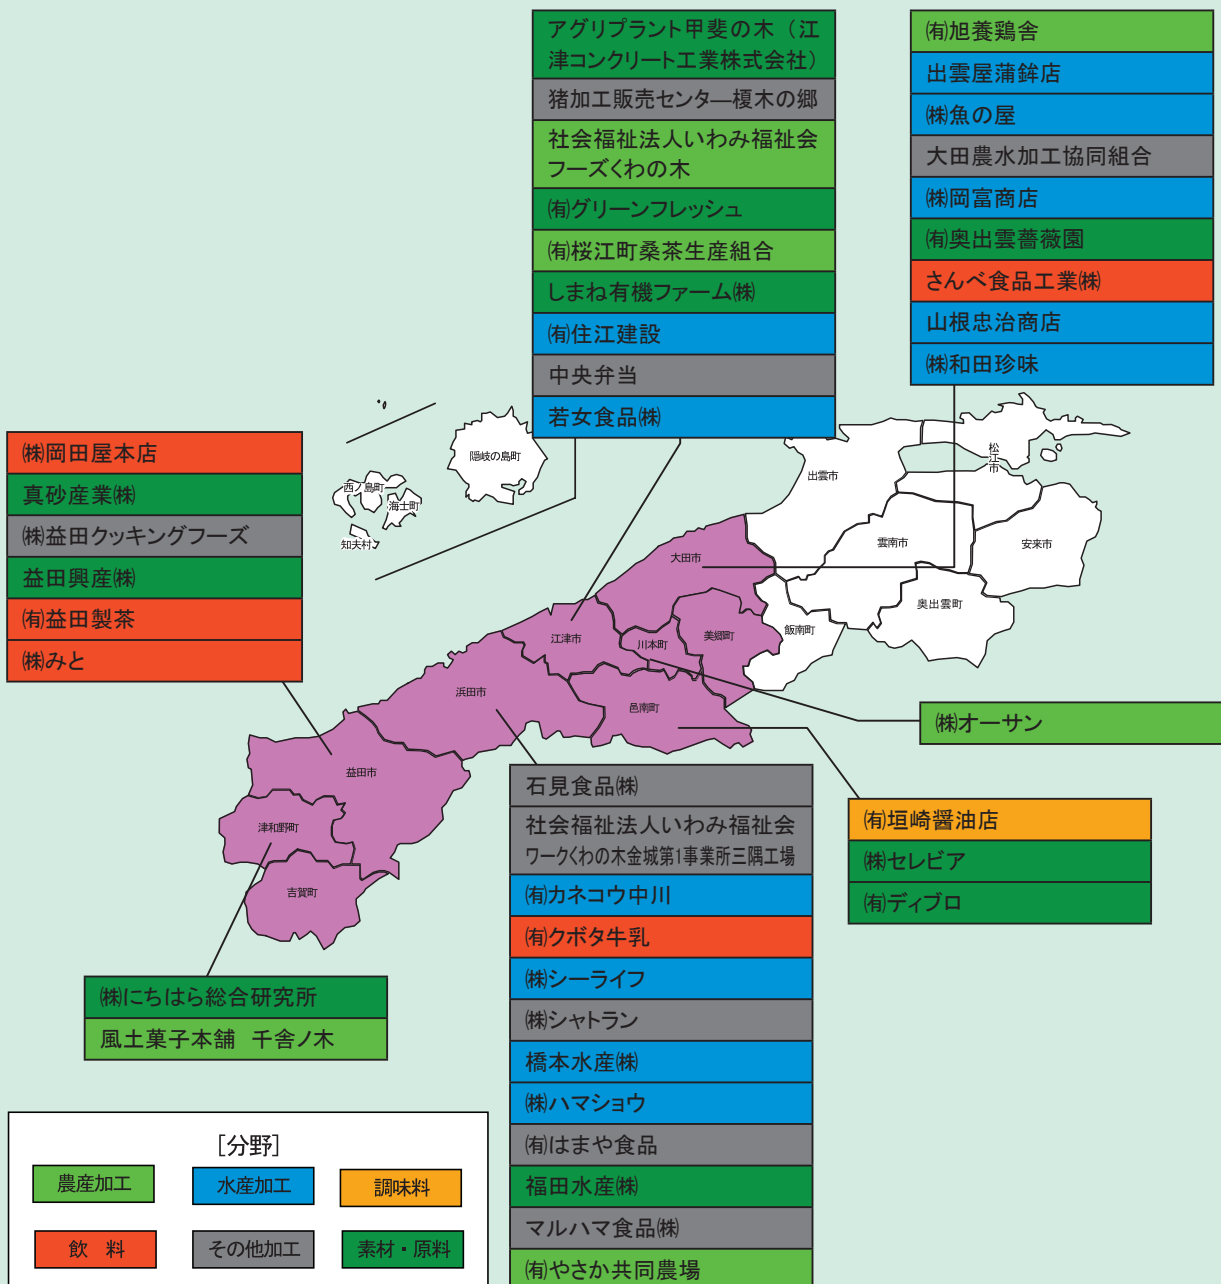 アグリプラント甲斐の木（江
津コンクリート工業株式会社）
猪加工販売センタ―榎木の郷
社会福祉法人いわみ福祉会
フーズくわの木
㈲グリーンフレッシュ
㈲桜江町桑茶生産組合
しまね有機ファーム㈱
㈲住江建設
中央弁当
若女食品㈱
㈲旭養鶏舎
出雲屋蒲鉾店
㈱魚の屋
大田農水加工協同組合
㈱岡富商店
㈲奥出雲薔薇園
さんべ食品工業㈱
山根忠治商店
㈱和田珍味
㈱岡田屋本店
真砂産業㈱
㈱益田クッキングフーズ
益田興産㈱
㈲益田製茶
㈱みと
隠岐の島町
西ノ島町
海士町
知夫村
松江市
出雲市
雲南市
安来市
奥出雲町
飯南町
大田市
美郷町
川本町
江津市
邑南町
浜田市
益田市
津和野町
吉賀町
㈱オーサン
㈲垣崎醤油店
㈱セレビア
㈲ディブロ
石見食品㈱
社会福祉法人いわみ福祉会
ワークくわの木金城第1事業所三隅工場
㈲カネコウ中川
㈲クボタ牛乳
㈱シーライフ
㈱シャトラン
橋本水産㈱
㈱ハマショウ
㈲はまや食品
福田水産㈱
マルハマ食品㈱
㈲やさか共同農場
㈱にちはら総合研究所
風土菓子本舗　千舎ノ木
［分野］
農産加工
水産加工
調味料
飲　料
その他加工
素材・原料